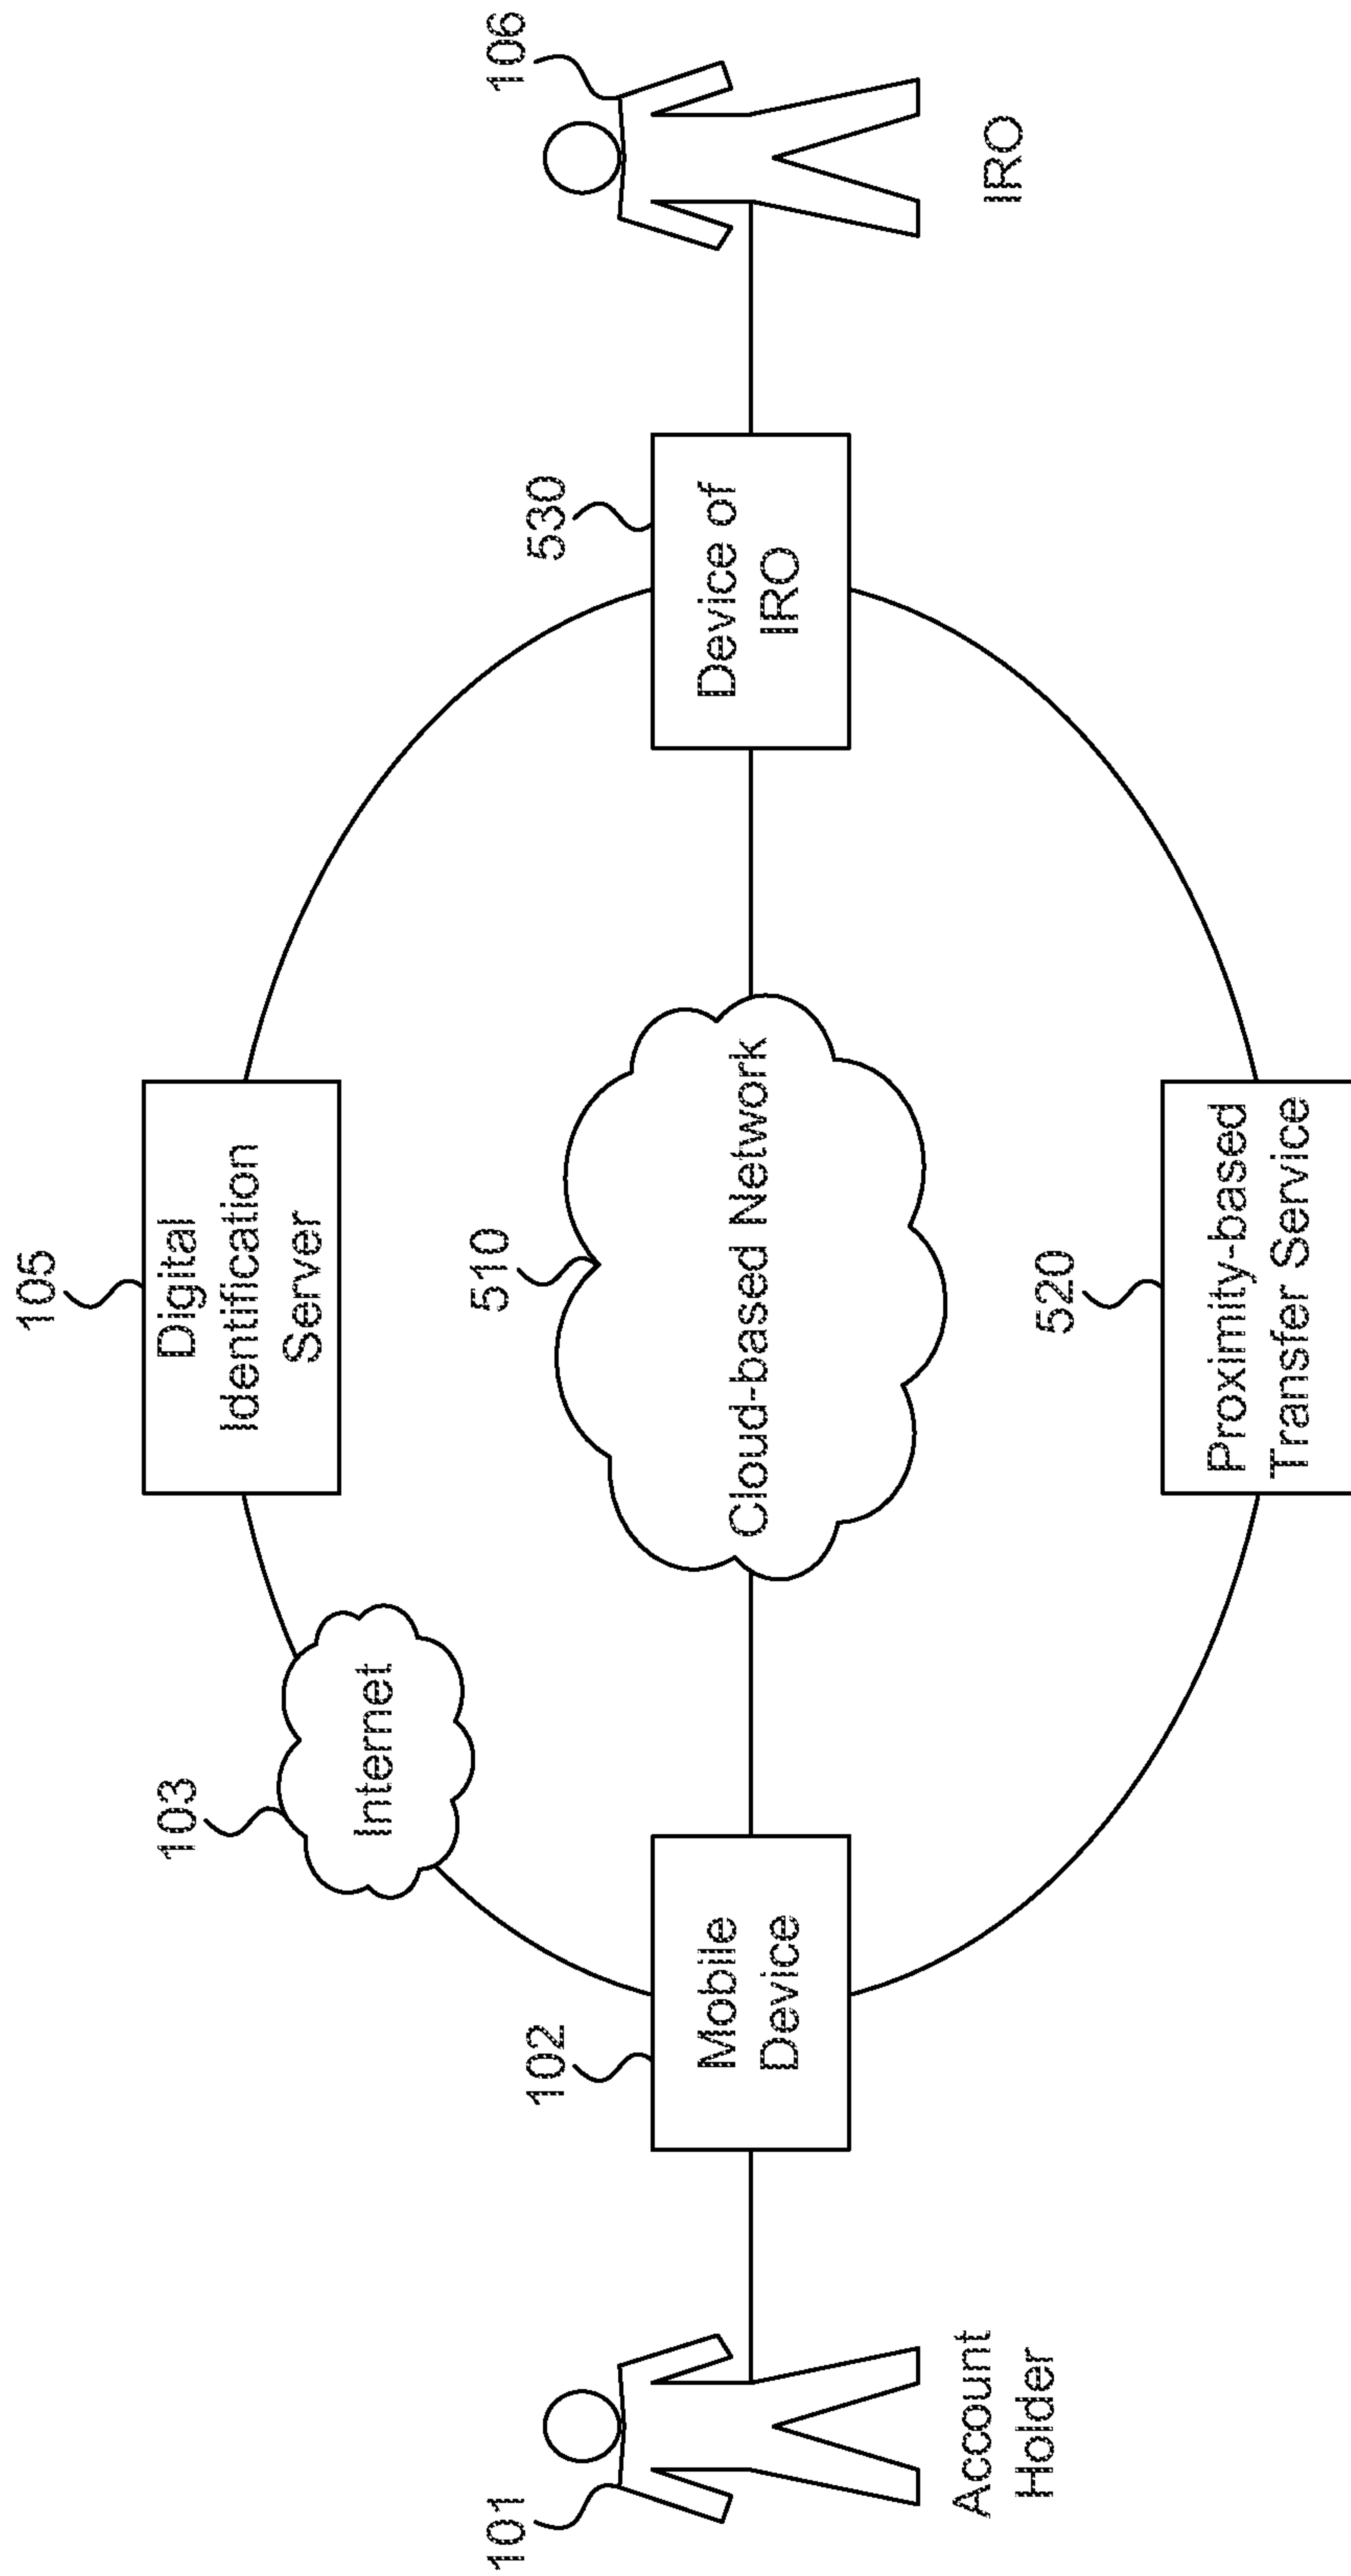 105
Digital
Identification
Server
103
Internet
101
Account
Holder
102
Mobile
Device
510
Cloud-based Network
530
Device of
IRO
106
IRO
520
Proximity-based
Transfer Service